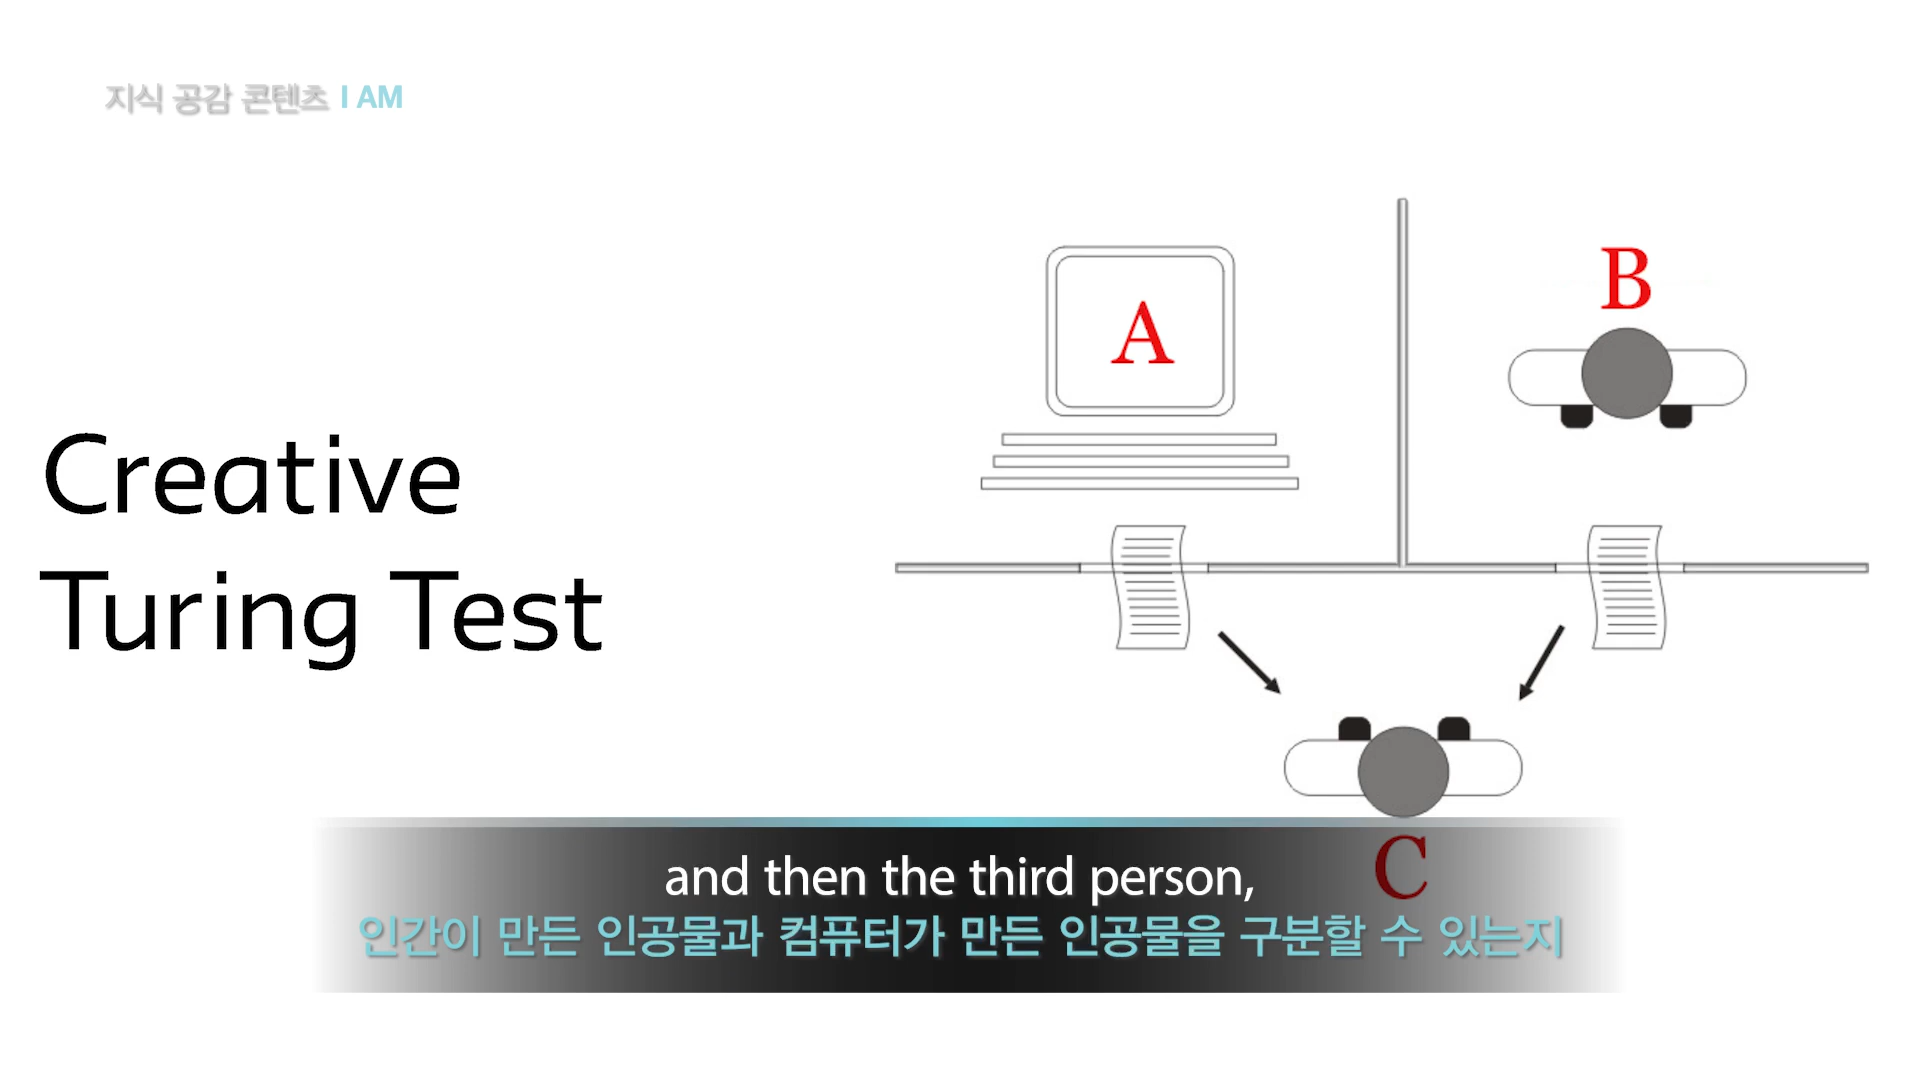 지식 공감 콘텐츠 I AM
Creative
Turing Test
A
B
C
and then the third person,
인간이 만든 인공물과 컴퓨터가 만든 인공물을 구분할 수 있는지